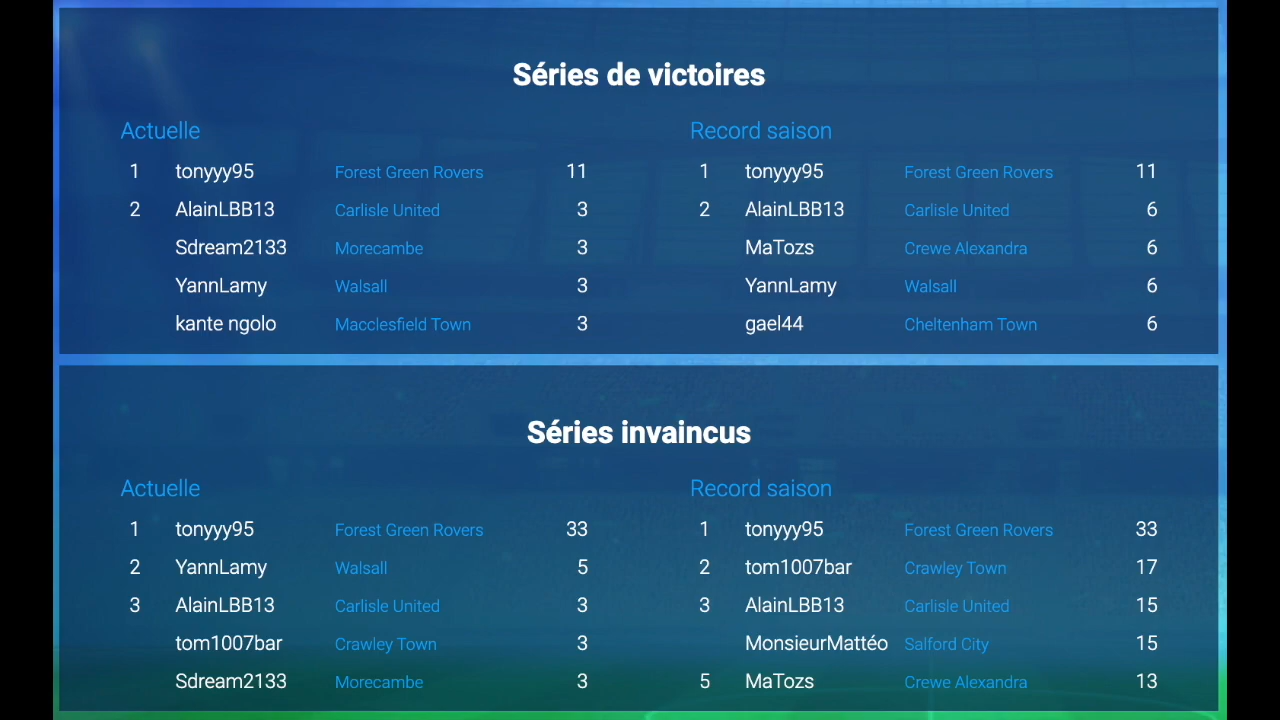 Séries de victoires
Actuelle Record saison
1 tonyyy95 Forest Green Rovers 11 1 tonyyy95 Forest Green Rovers 11
2 AlainLBB13 Carlisle United 3 2 AlainLBB13 Carlisle United 6
Sdream2133 Morecambe 3 MaTozs Crewe Alexandra 6
YannLamy Walsall 3 YannLamy Walsall 6
kante ngolo Macclesfield Town 3 gael44 Cheltenham Town 6
Séries invaincus
Actuelle Record saison
1 tonyyy95 Forest Green Rovers 33 1 tonyyy95 Forest Green Rovers 33
2 YannLamy Walsall 5 2 tom1007bar Crawley Town 17
3 AlainLBB13 Carlisle United 3 3 AlainLBB13 Carlisle United 15
tom1007bar Crawley Town 3 MonsieurMattéo Salford City 15
Sdream2133 Morecambe 3 5 MaTozs Crewe Alexandra 13